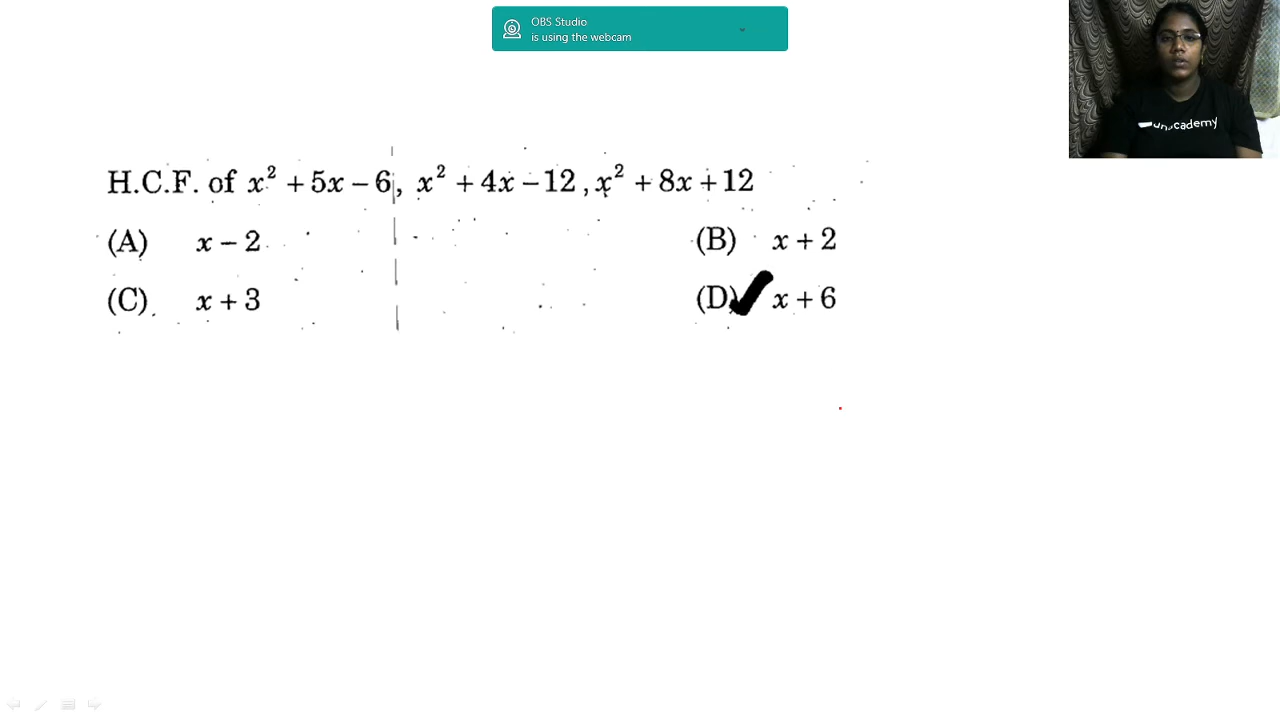 OBS Studio
is using the webcam
unacademy
H.C.F. of x² + 5x − 6, x² + 4x − 12, x² + 8x + 12
(A) x − 2 (B) x + 2
(C) x + 3 (D) x + 6